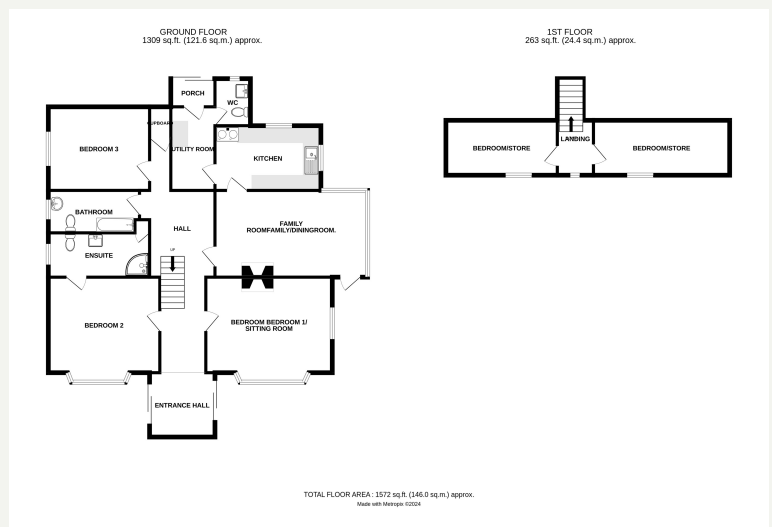 GROUND FLOOR
1309 sq.ft. (121.6 sq.m.) approx.
1ST FLOOR
263 sq.ft. (24.4 sq.m.) approx.
PORCH
WC
CUPBOARD
BEDROOM 3
UTILITY ROOM
KITCHEN
BATHROOM
HALL
FAMILY
ROOMFAMILY/DININGROOM.
ENSUITE
UP
BEDROOM 2
BEDROOM BEDROOM 1/
SITTING ROOM
ENTRANCE HALL
BEDROOM/STORE
LANDING
BEDROOM/STORE
TOTAL FLOOR AREA : 1572 sq.ft. (146.0 sq.m.) approx.
Made with Metropix ©2024